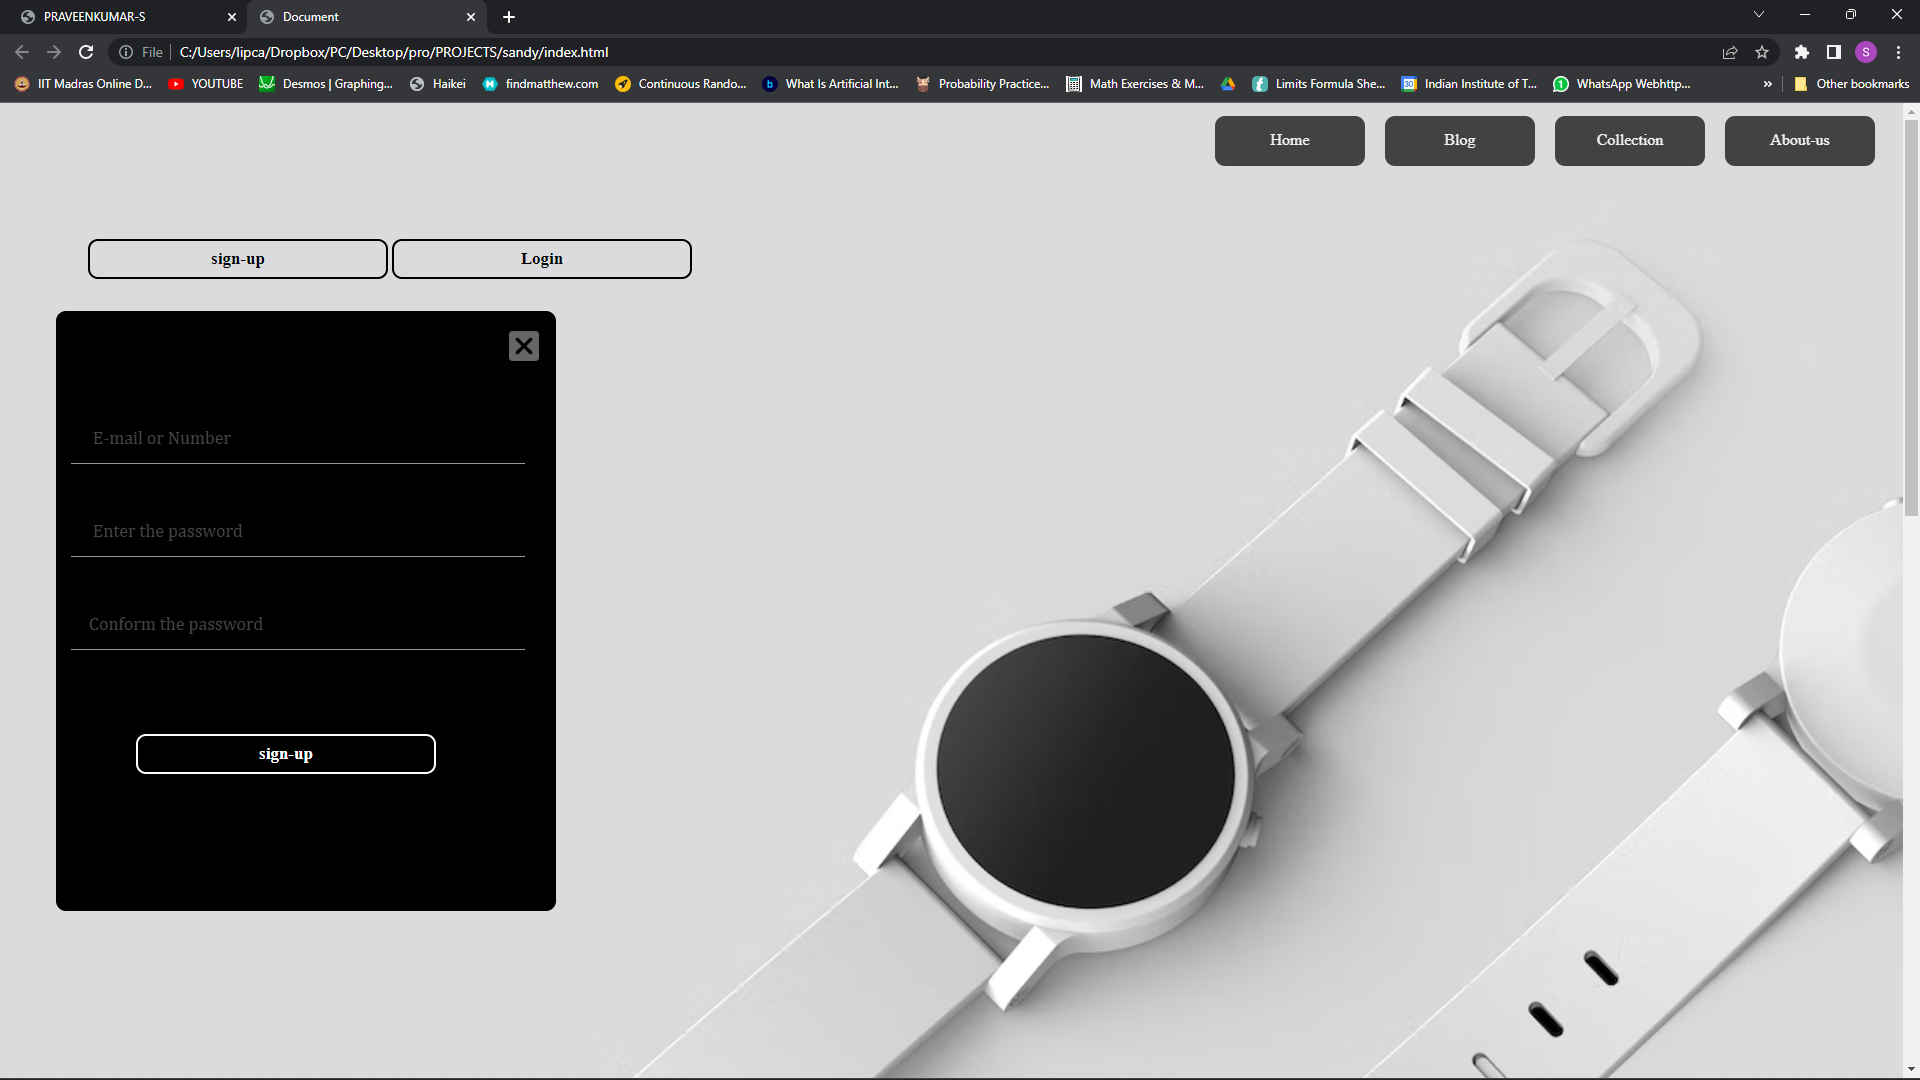 PRAVEENKUMAR-S
Document
File
C:/Users/lipca/Dropbox/PC/Desktop/pro/PROJECTS/sandy/index.html
S
IIT Madras Online D...
YOUTUBE
Desmos | Graphing...
Haikei
findmatthew.com
Continuous Rando...
b
What Is Artificial Int...
Probability Practice...
Math Exercises & M...
Limits Formula She...
30
Indian Institute of T...
1
WhatsApp Webhttp...
»
Other bookmarks
Home
Blog
Collection
About-us
sign-up
Login
E-mail or Number
Enter the password
Conform the password
sign-up